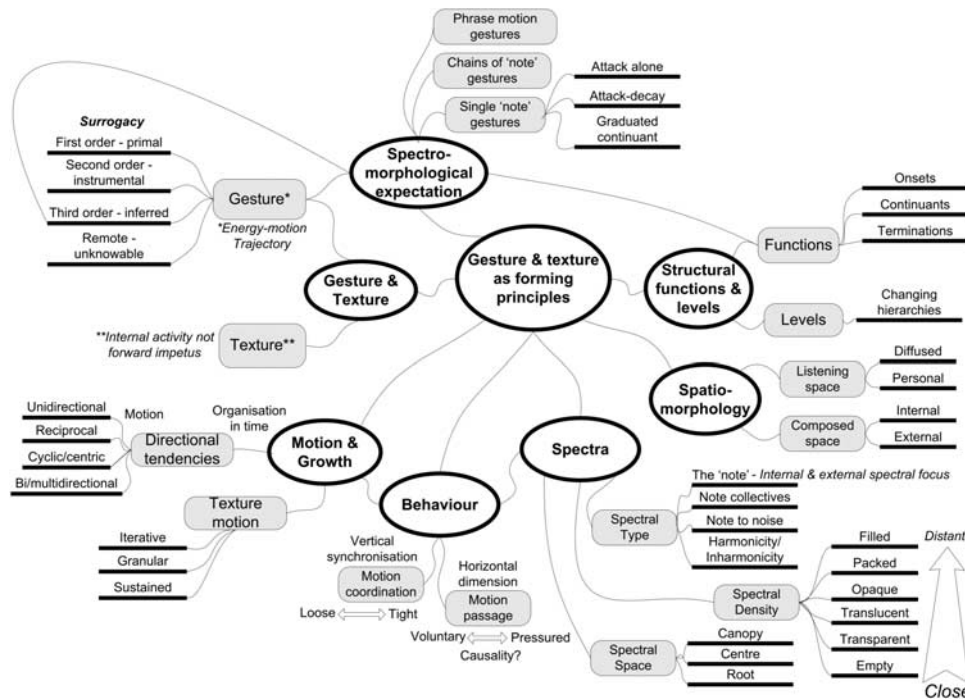 Phrase motion
gestures
Chains of ‘note’
gestures
Single ‘note’
gestures
Attack alone
Attack-decay
Graduated
continuant
Surrogacy
First order - primal
Second order -
instrumental
Third order - inferred
Remote -
unknowable
Gesture*
*Energy-motion
Trajectory
Spectro-
morphological
expectation
Gesture & texture
as forming
principles
Gesture &
Texture
Texture**
**Internal activity not
forward impetus
Structural
functions &
levels
Functions
Onsets
Continuants
Terminations
Levels
Changing
hierarchies
Spatio-
morphology
Listening
space
Diffused
Personal
Composed
space
Internal
External
Motion &
Growth
Organisation
in time
Directional
tendencies
Motion
Unidirectional
Reciprocal
Cyclic/centric
Bi/multidirectional
Texture
motion
Iterative
Granular
Sustained
Behaviour
Vertical
synchronisation
Motion
coordination
Loose
Tight
Horizontal
dimension
Motion
passage
Voluntary
Pressured
Causality?
Spectra
Spectral
Type
The ‘note’ - Internal & external spectral focus
Note collectives
Note to noise
Harmonicity/
Inharmonicity
Spectral
Density
Filled
Packed
Opaque
Translucent
Transparent
Empty
Distant
Close
Spectral
Space
Canopy
Centre
Root